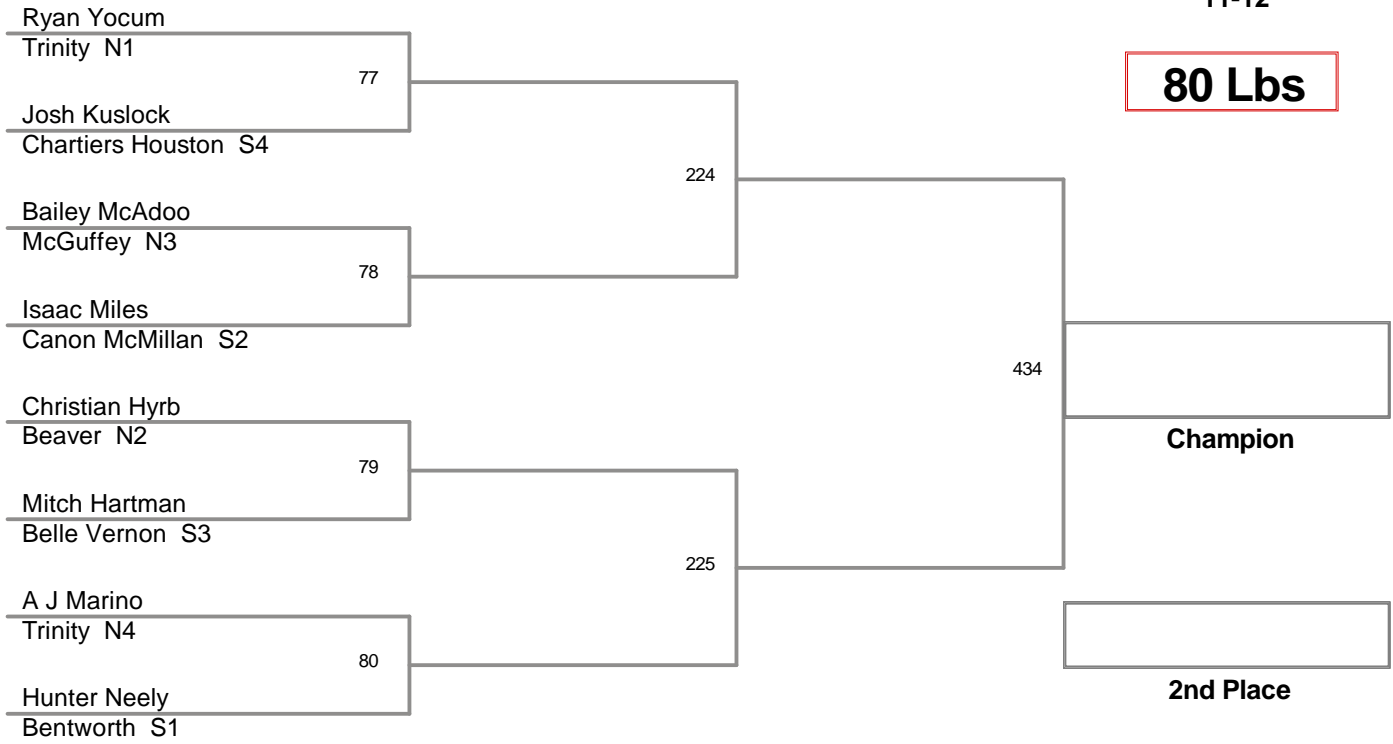 11-12
80 Lbs
Ryan Yocum
Trinity N1
77
Josh Kuslock
Chartiers Houston S4
224
Bailey McAdoo
McGuffey N3
78
Isaac Miles
Canon McMillan S2
434
Christian Hyrb
Beaver N2
Champion
79
Mitch Hartman
Belle Vernon S3
225
A J Marino
Trinity N4
80
Hunter Neely
Bentworth S1
2nd Place